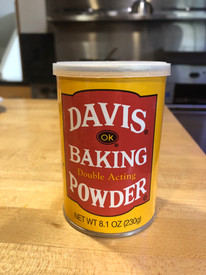 DAVIS®
OK
BAKING
Double Acting
POWDER®
NET WT 8.1 OZ (230g)